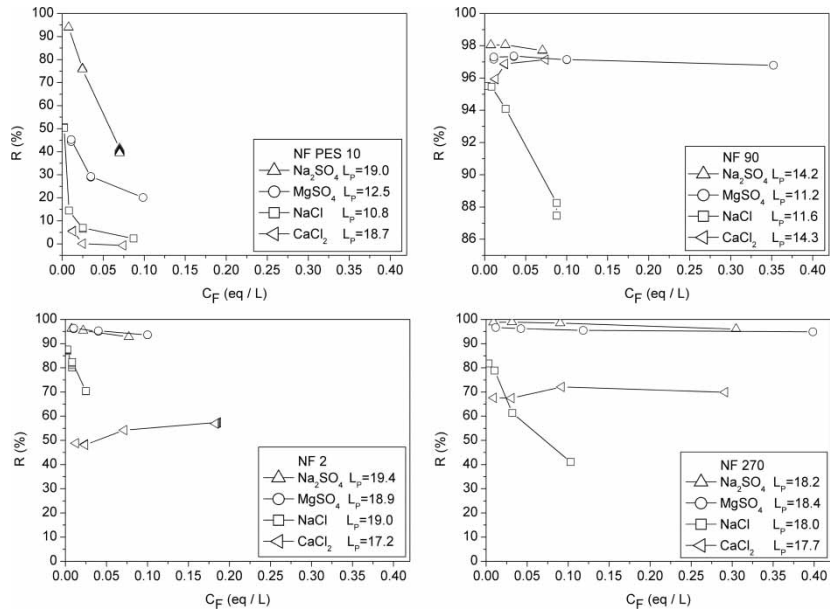 100
90
80
70
60
50
40
30
20
10
0
R (%)
0.00 0.05 0.10 0.15 0.20 0.25 0.30 0.35 0.40
C_F (eq / L)
NF PES 10
Na₂SO₄ L_P=19.0
MgSO₄ L_P=12.5
NaCl L_P=10.8
CaCl₂ L_P=18.7
100
98
96
94
92
90
88
86
R (%)
0.00 0.05 0.10 0.15 0.20 0.25 0.30 0.35 0.40
C_F (eq / L)
NF 90
Na₂SO₄ L_P=14.2
MgSO₄ L_P=11.2
NaCl L_P=11.6
CaCl₂ L_P=14.3
100
90
80
70
60
50
40
30
20
10
0
R (%)
0.00 0.05 0.10 0.15 0.20 0.25 0.30 0.35 0.40
C_F (eq / L)
NF 2
Na₂SO₄ L_P=19.4
MgSO₄ L_P=18.9
NaCl L_P=19.0
CaCl₂ L_P=17.2
100
90
80
70
60
50
40
30
20
10
0
R (%)
0.00 0.05 0.10 0.15 0.20 0.25 0.30 0.35 0.40
C_F (eq / L)
NF 270
Na₂SO₄ L_P=18.2
MgSO₄ L_P=18.4
NaCl L_P=18.0
CaCl₂ L_P=17.7